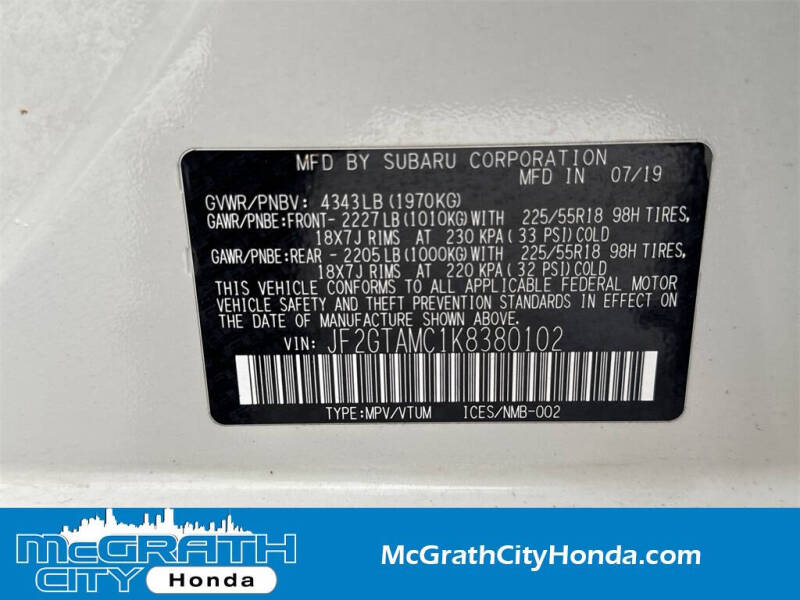 MFD BY SUBARU CORPORATION
MFD IN 07/19
GVWR/PNBV: 4343LB (1970KG)
GAWR/PNBE:FRONT- 2227LB (1010KG) WITH 225/55R18 98H TIRES,
18X7J RIMS AT 230 KPA ( 33 PSI) COLD
GAWR/PNBE:REAR - 2205LB (1000KG) WITH 225/55R18 98H TIRES,
18X7J RIMS AT 220 KPA ( 32 PSI) COLD
THIS VEHICLE CONFORMS TO ALL APPLICABLE FEDERAL MOTOR
VEHICLE SAFETY AND THEFT PREVENTION STANDARDS IN EFFECT ON
THE DATE OF MANUFACTURE SHOWN ABOVE.
VIN: JF2GTAMC1K8380102
TYPE:MPV/VTUM ICES/NMB-002
McGRATH
CITY Honda
McGrathCityHonda.com